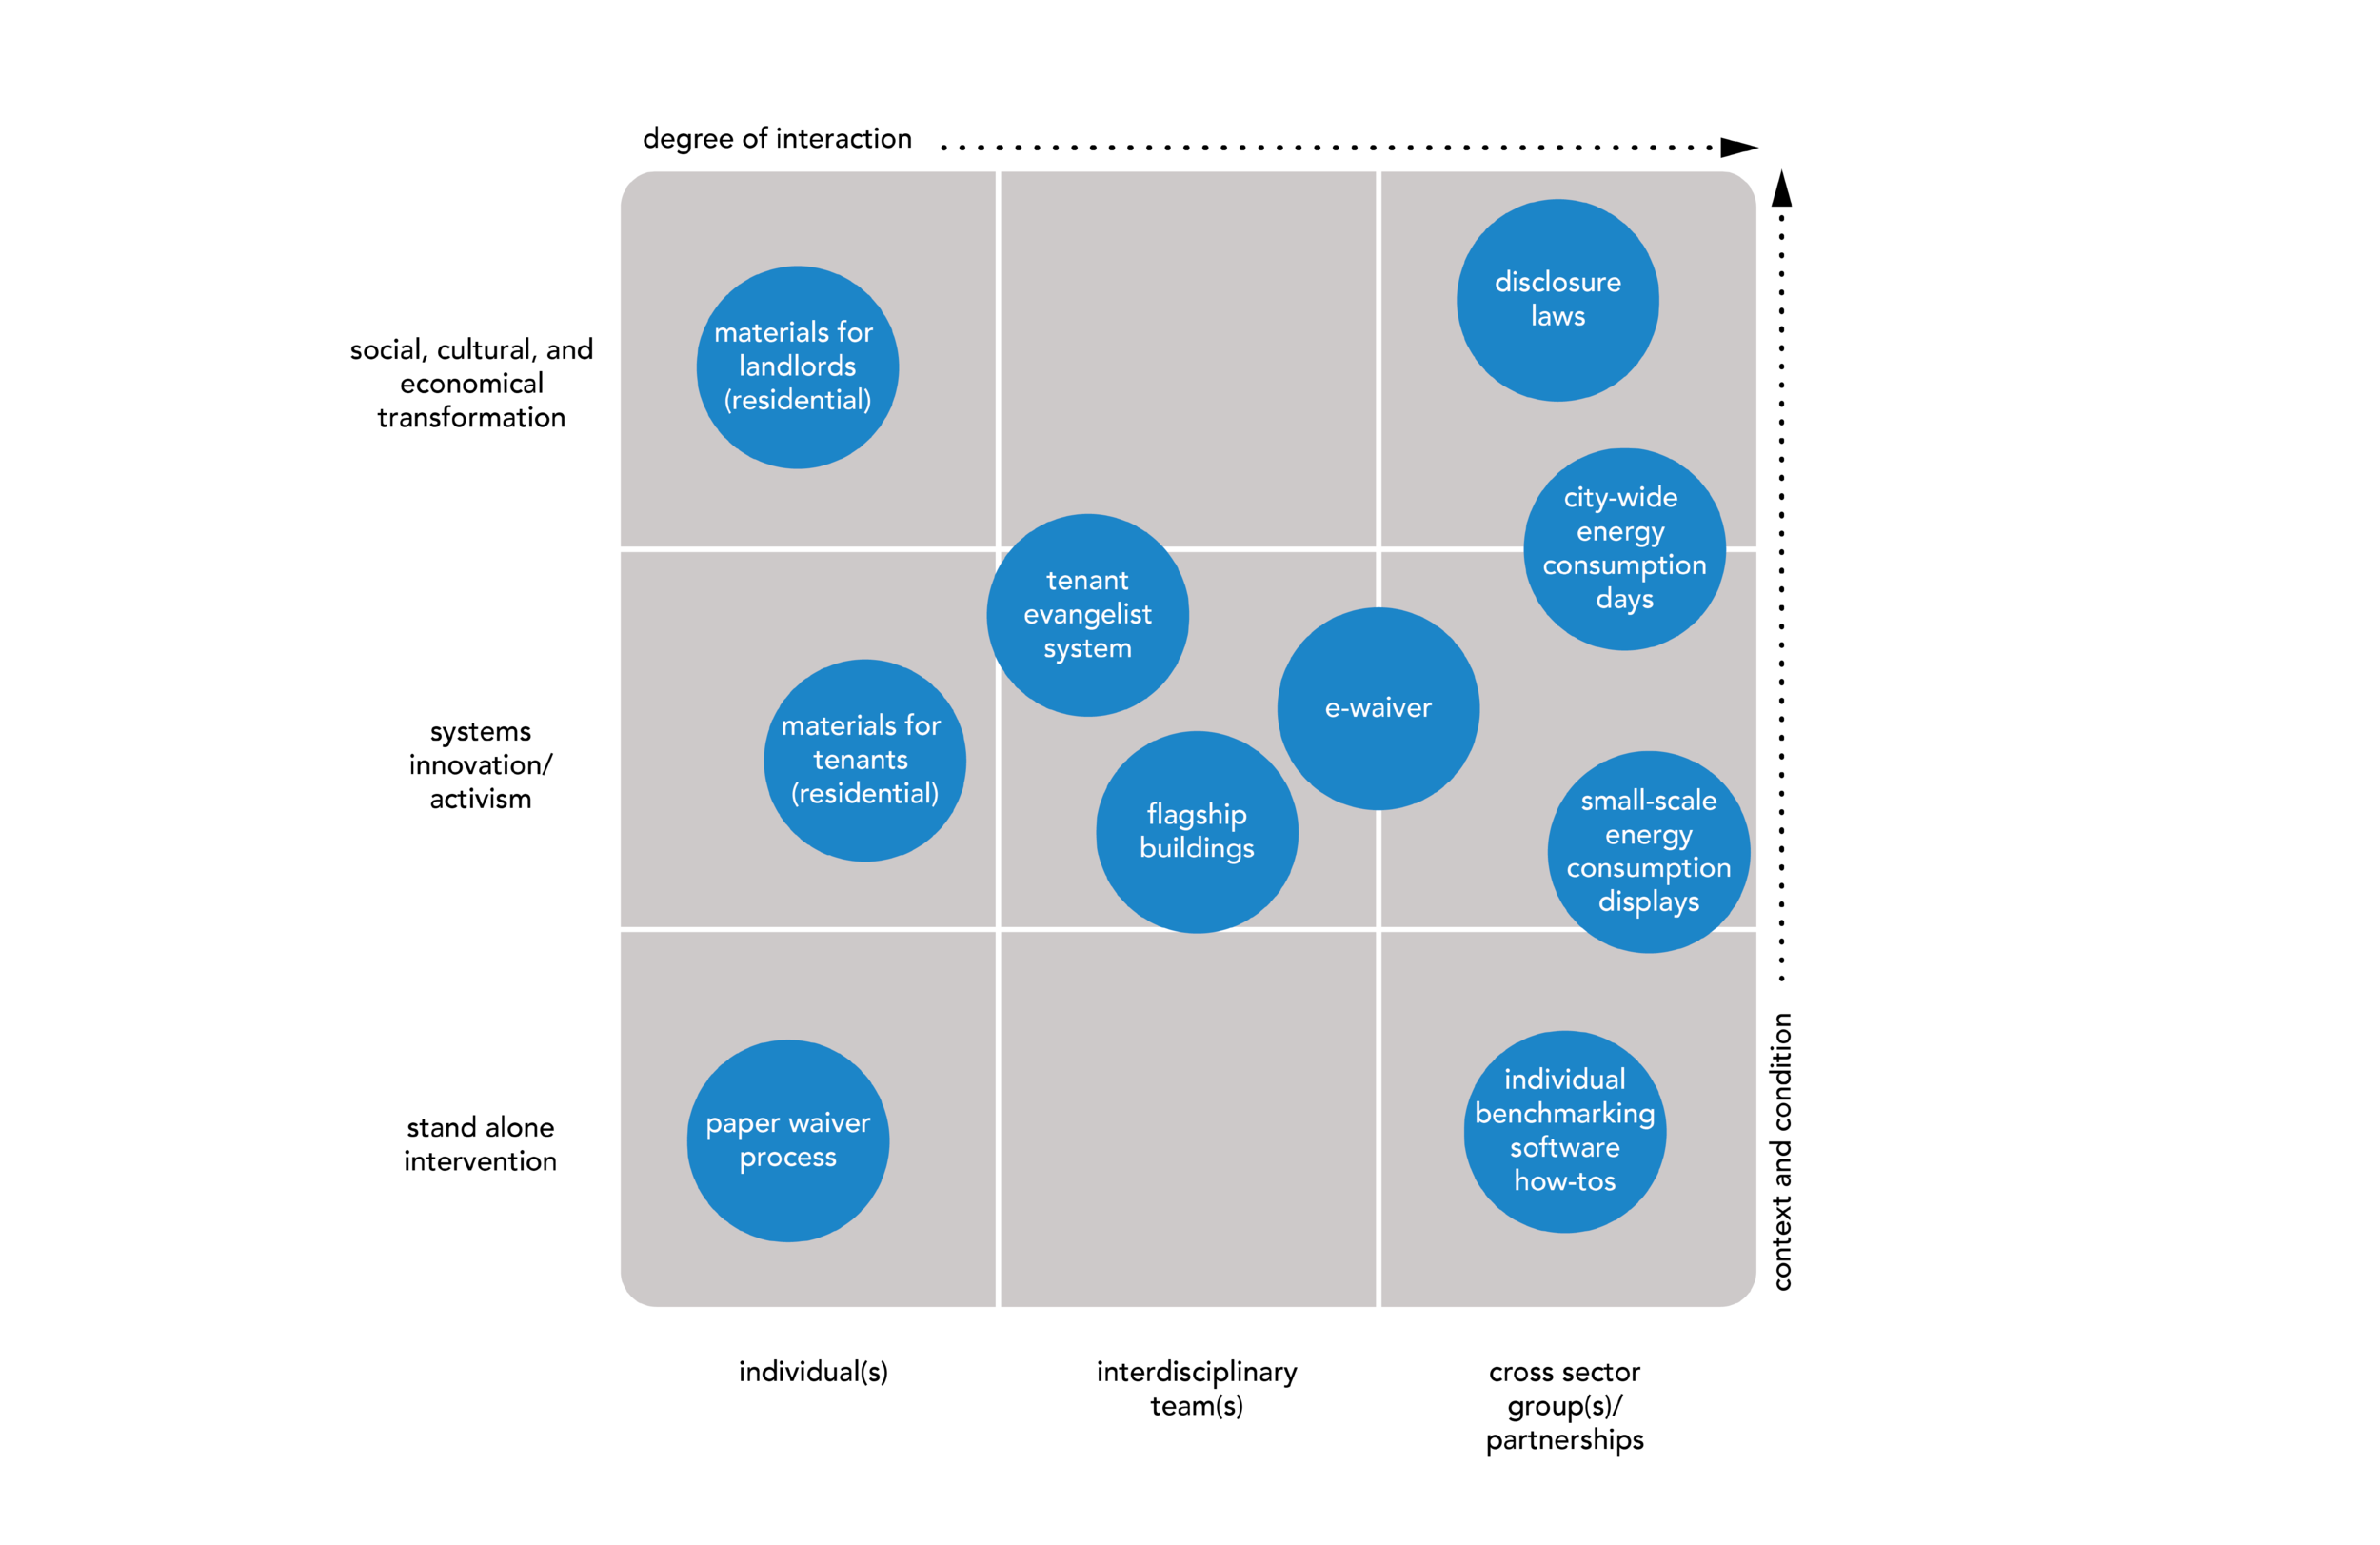 degree of interaction
social, cultural, and
economical
transformation
materials for
landlords
(residential)
disclosure
laws
city-wide
energy
consumption
days
tenant
evangelist
system
systems
innovation/
activism
materials for
tenants
(residential)
flagship
buildings
e-waiver
small-scale
energy
consumption
displays
stand alone
intervention
paper waiver
process
individual
benchmarking
software
how-tos
context and condition
individual(s)
interdisciplinary
team(s)
cross sector
group(s)/
partnerships